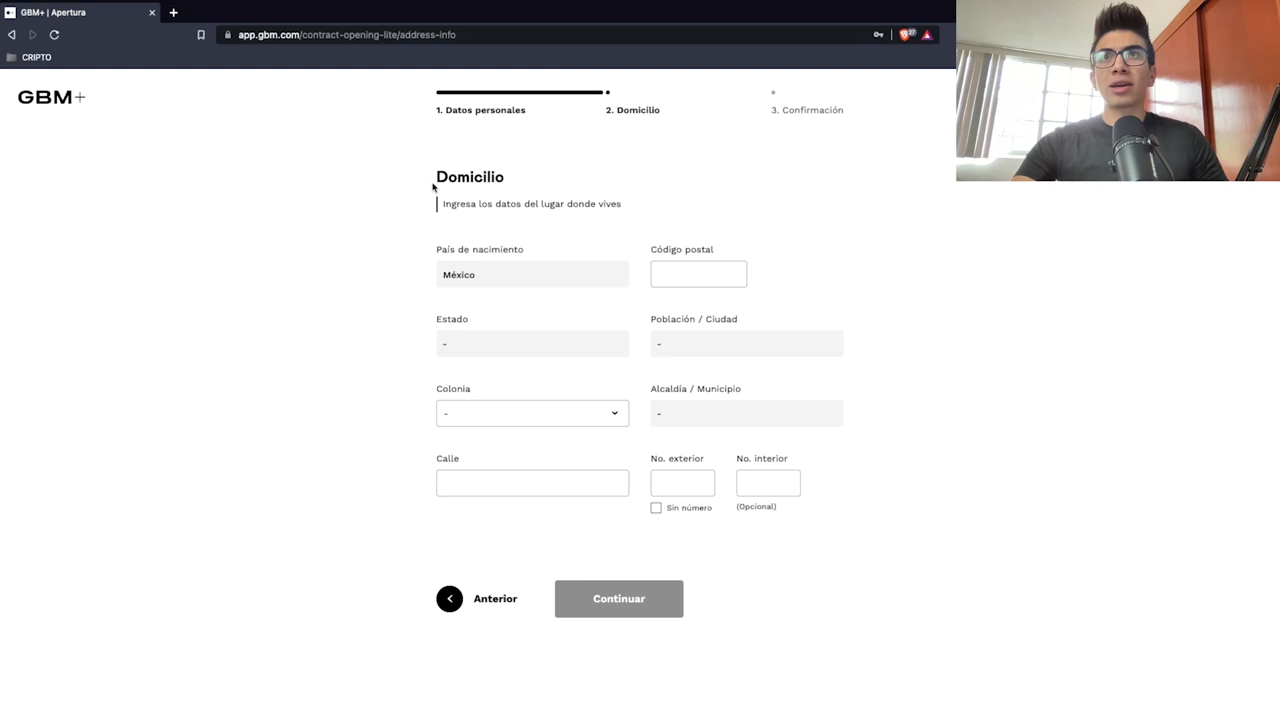 GBM+ | Apertura
app.gbm.com/contract-opening-lite/address-info
27
CRIPTO
GBM+
1. Datos personales
2. Domicilio
3. Confirmación
Domicilio
Ingresa los datos del lugar donde vives
País de nacimiento
Código postal
México
Estado
Población / Ciudad
-
-
Colonia
Alcaldía / Municipio
-
-
Calle
No. exterior
No. interior
Sin número
(Opcional)
Anterior
Continuar